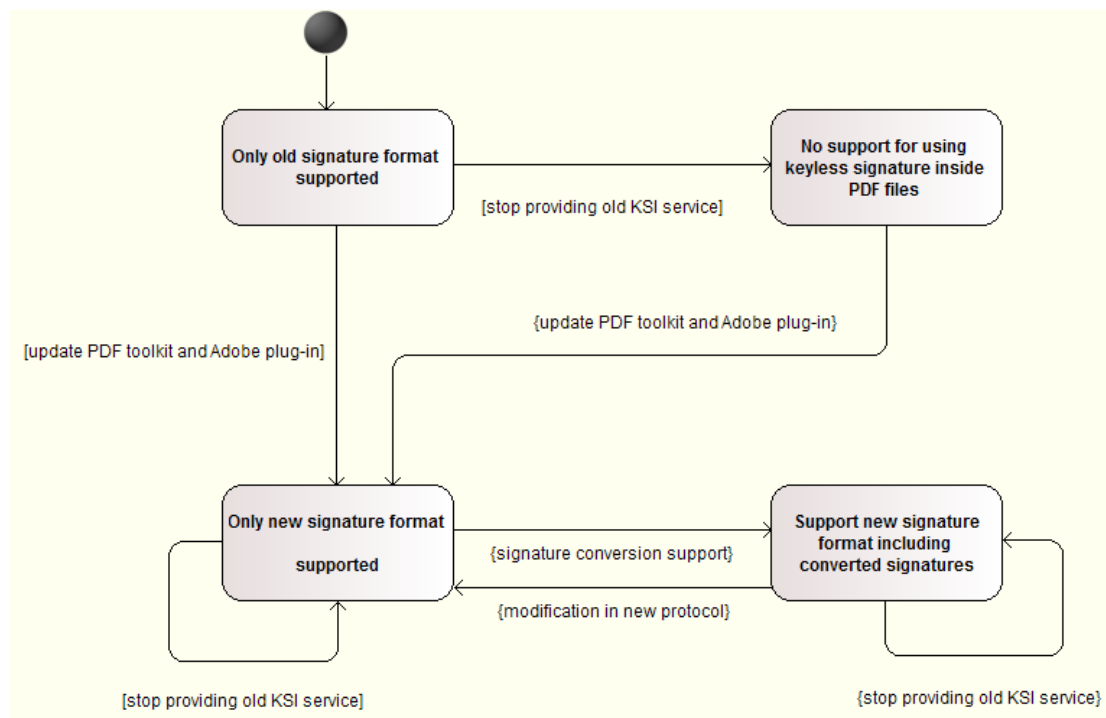 Only old signature format
supported
No support for using
keyless signature inside
PDF files
[stop providing old KSI service]
{update PDF toolkit and Adobe plug-in}
[update PDF toolkit and Adobe plug-in]
Only new signature format
supported
Support new signature
format including
converted signatures
{signature conversion support}
{modification in new protocol}
[stop providing old KSI service]
{stop providing old KSI service}